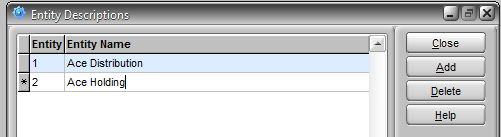 Entity Descriptions
Entity Entity Name
1 Ace Distribution
* 2 Ace Holding
Close
Add
Delete
Help